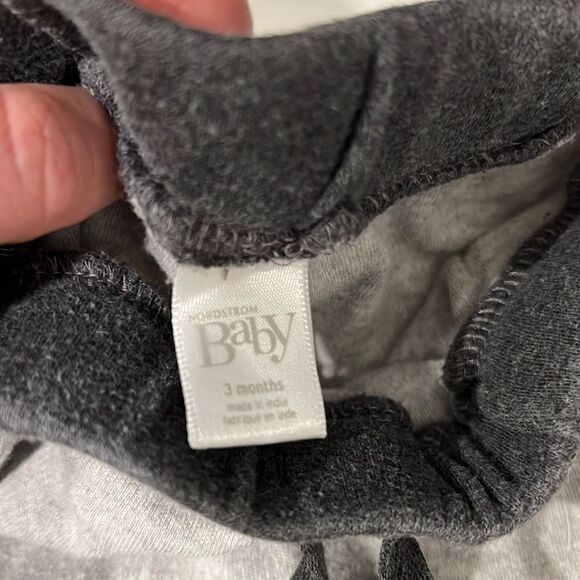 NORDSTROM
Baby
3 months
made in india
fabriqué en inde